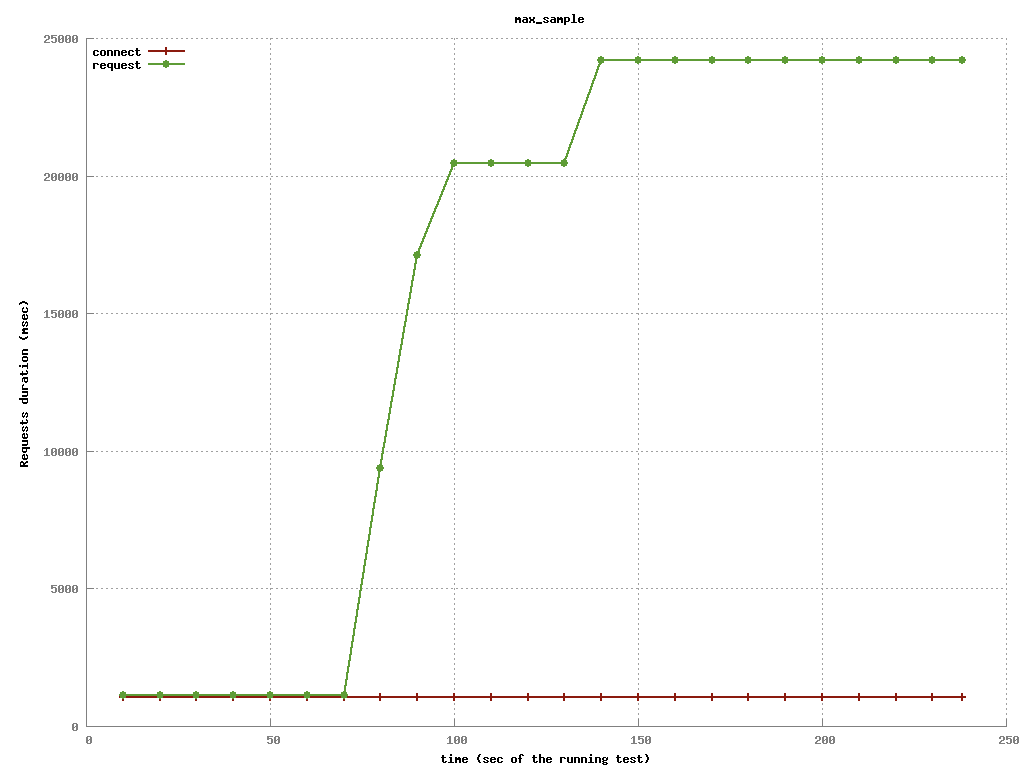 max_sample
25000
connect
request
20000
15000
Requests duration (msec)
10000
5000
0
0 50 100 150 200 250
time (sec of the running test)